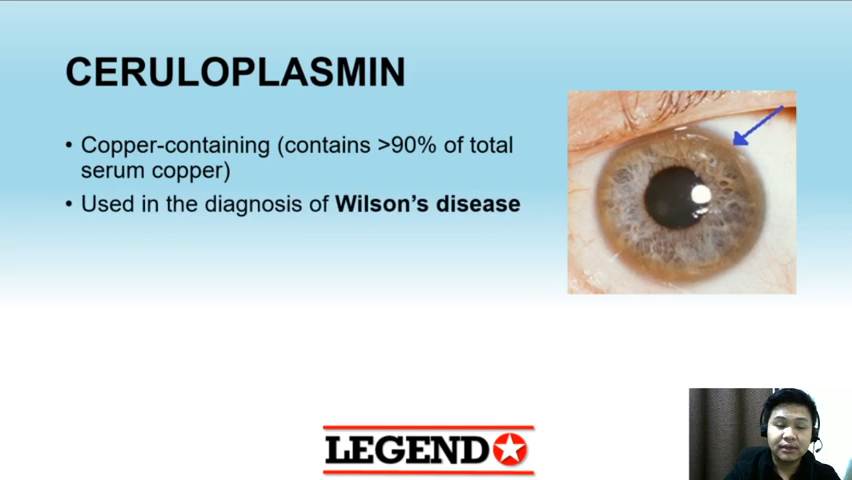 CERULOPLASMIN
• Copper-containing (contains >90% of total
serum copper)
• Used in the diagnosis of Wilson’s disease
LEGEND